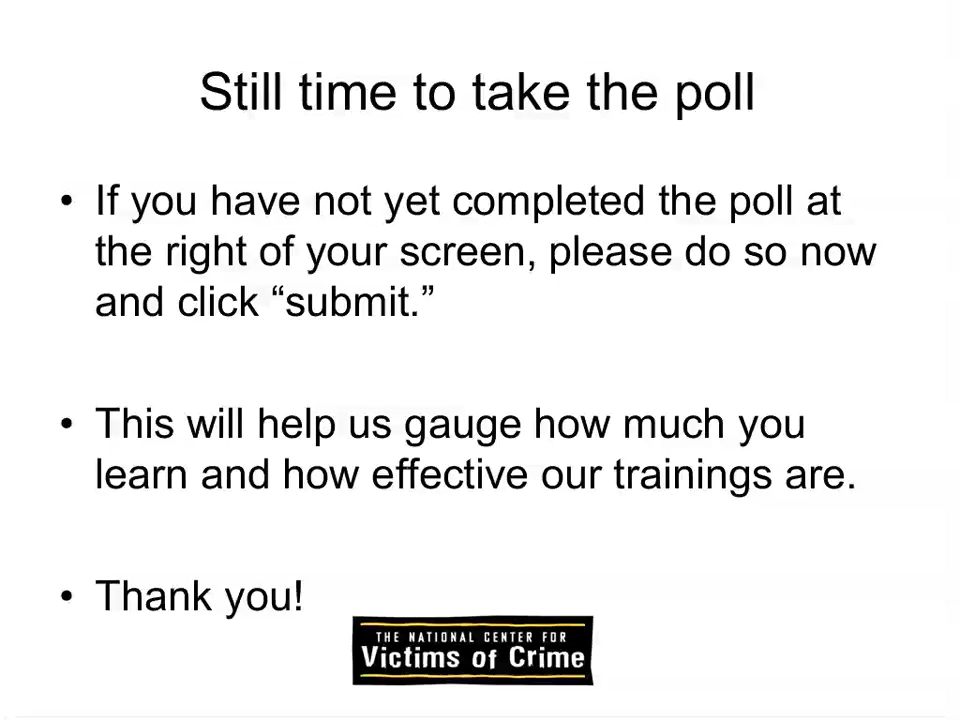 Still time to take the poll
• If you have not yet completed the poll at
the right of your screen, please do so now
and click “submit.”
• This will help us gauge how much you
learn and how effective our trainings are.
• Thank you!
THE NATIONAL CENTER FOR
Victims of Crime